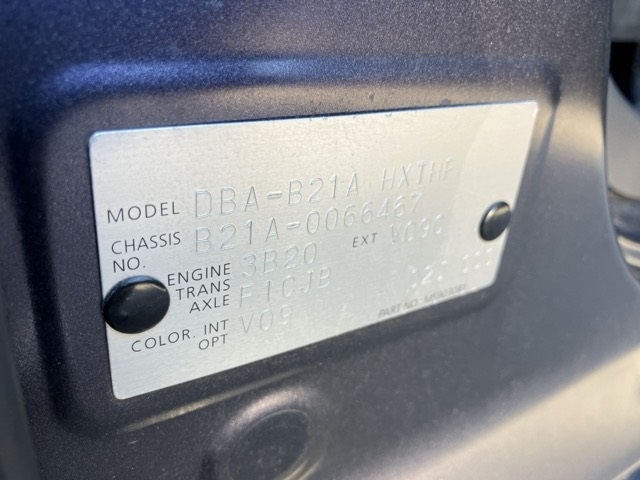 MODEL DBA-B21A HXTHF
CHASSIS NO. B21A-0066467
ENGINE 3B20 EXT V09C
TRANS AXLE F1CJB
COLOR. INT V09
OPT
PART NO.